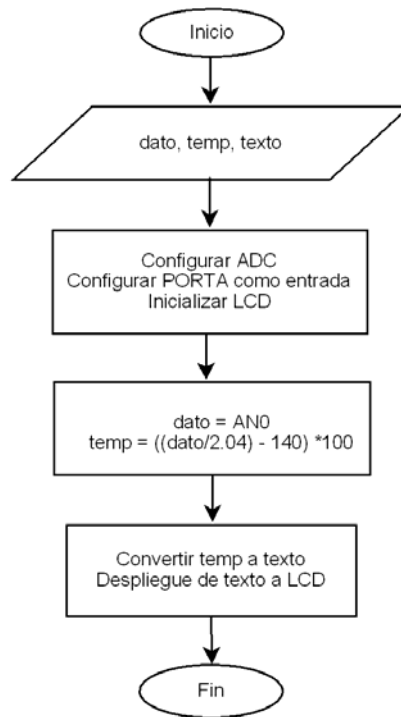 Inicio
dato, temp, texto
Configurar ADC
Configurar PORTA como entrada
Inicializar LCD
dato = AN0
temp = ((dato/2.04) - 140) *100
Convertir temp a texto
Despliegue de texto a LCD
Fin